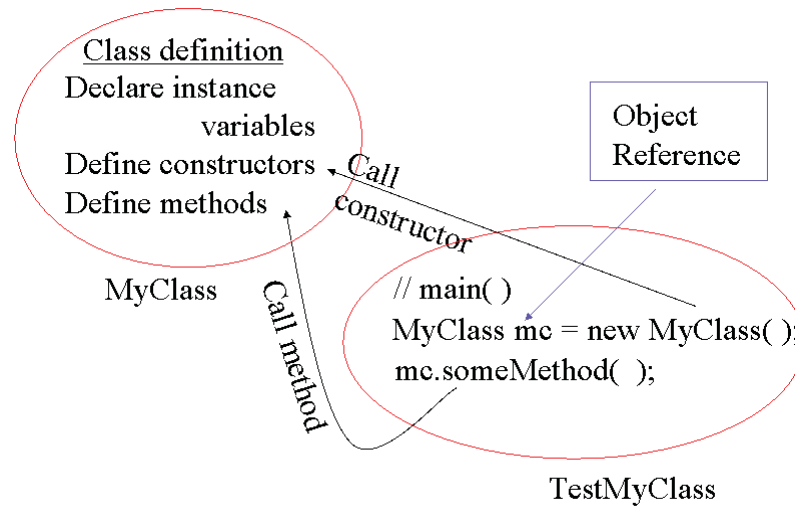 Class definition
Declare instance
variables
Define constructors
Define methods
MyClass
Call
constructor
Call method
Object
Reference
// main( )
MyClass mc = new MyClass( );
mc.someMethod( );
TestMyClass